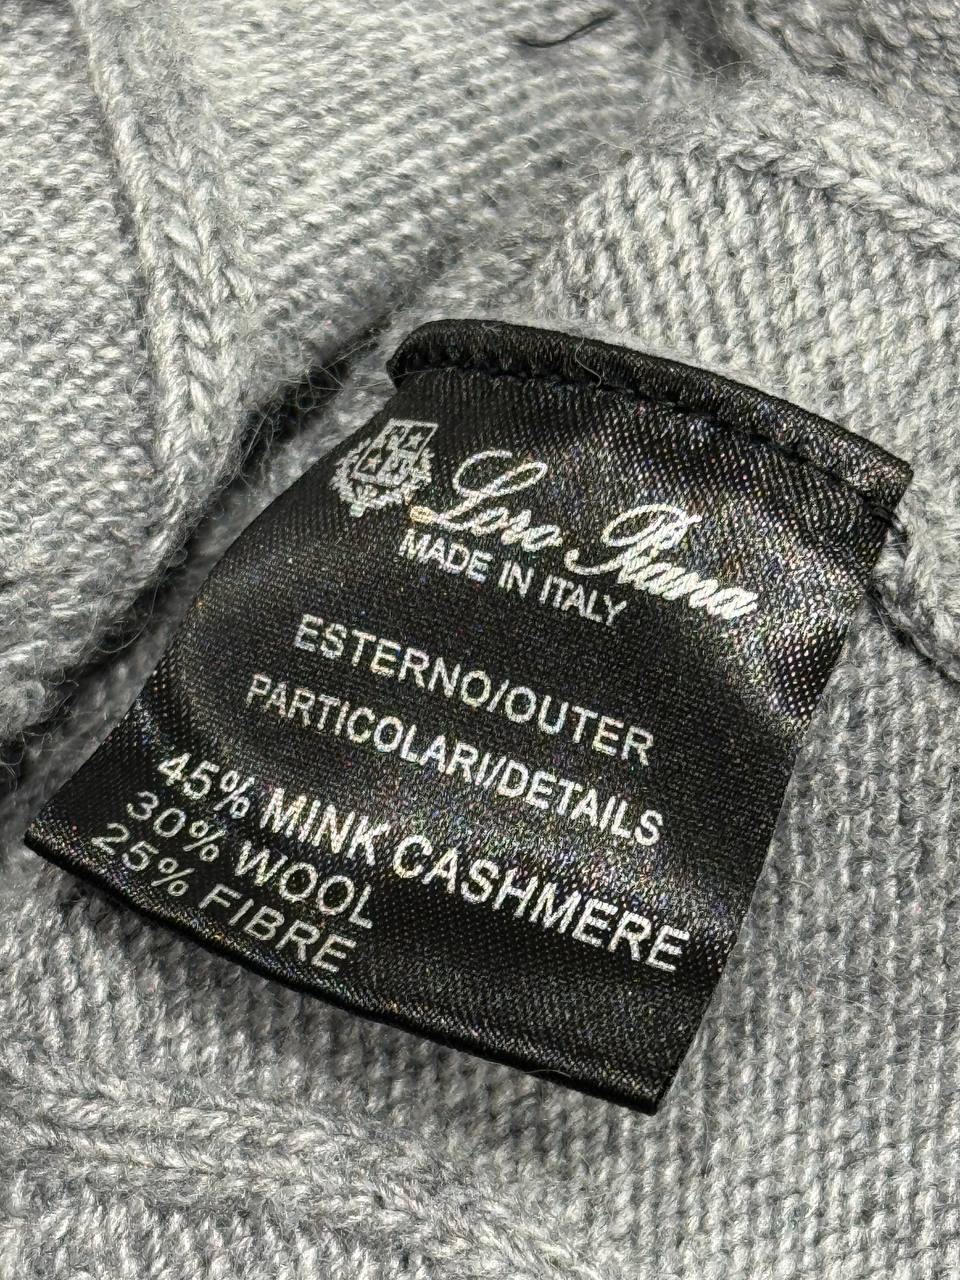 Loro Piana
MADE IN ITALY
ESTERNO/OUTER
PARTICOLARI/DETAILS
45% MINK CASHMERE
30% WOOL
25% FIBRE